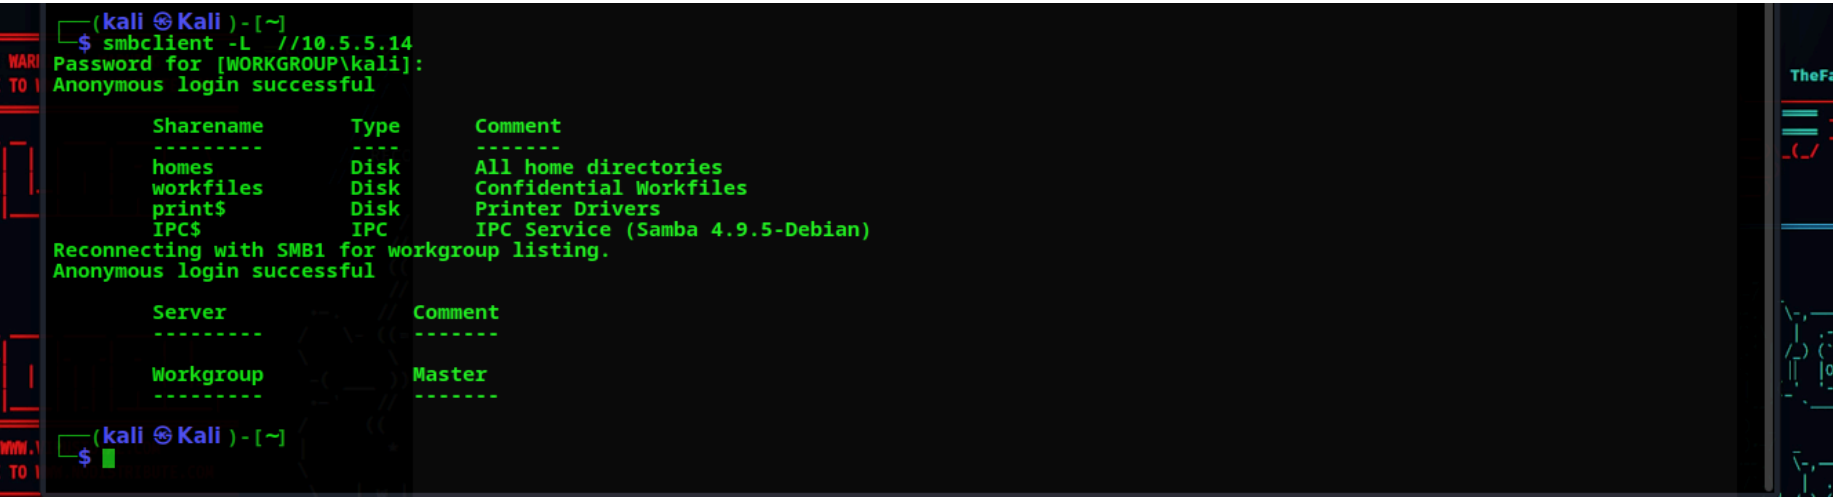 (kali㉿Kali)-[~]
$ smbclient -L  //10.5.5.14
Password for [WORKGROUP\kali]:
Anonymous login successful
Sharename Type Comment
--------- ---- -------
homes Disk All home directories
workfiles Disk Confidential Workfiles
print$ Disk Printer Drivers
IPC$ IPC IPC Service (Samba 4.9.5-Debian)
Reconnecting with SMB1 for workgroup listing.
Anonymous login successful
Server Comment
--------- -------
Workgroup Master
--------- -------
(kali㉿Kali)-[~]
$
TO
TO